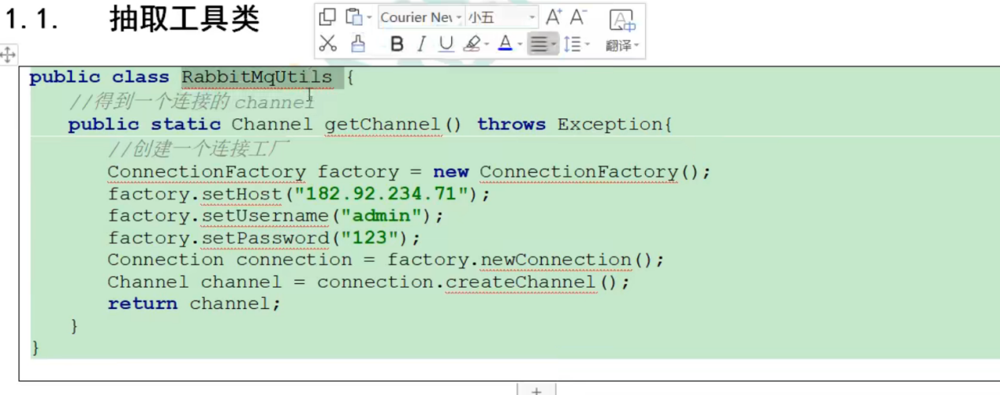 1.1. 抽取工具类
Courier Nev 小五 A+ A-
B I U A 翻译
public class RabbitMqUtils {
//得到一个连接的 channel
public static Channel getChannel() throws Exception{
//创建一个连接工厂
ConnectionFactory factory = new ConnectionFactory();
factory.setHost("182.92.234.71");
factory.setUsername("admin");
factory.setPassword("123");
Connection connection = factory.newConnection();
Channel channel = connection.createChannel();
return channel;
}
}